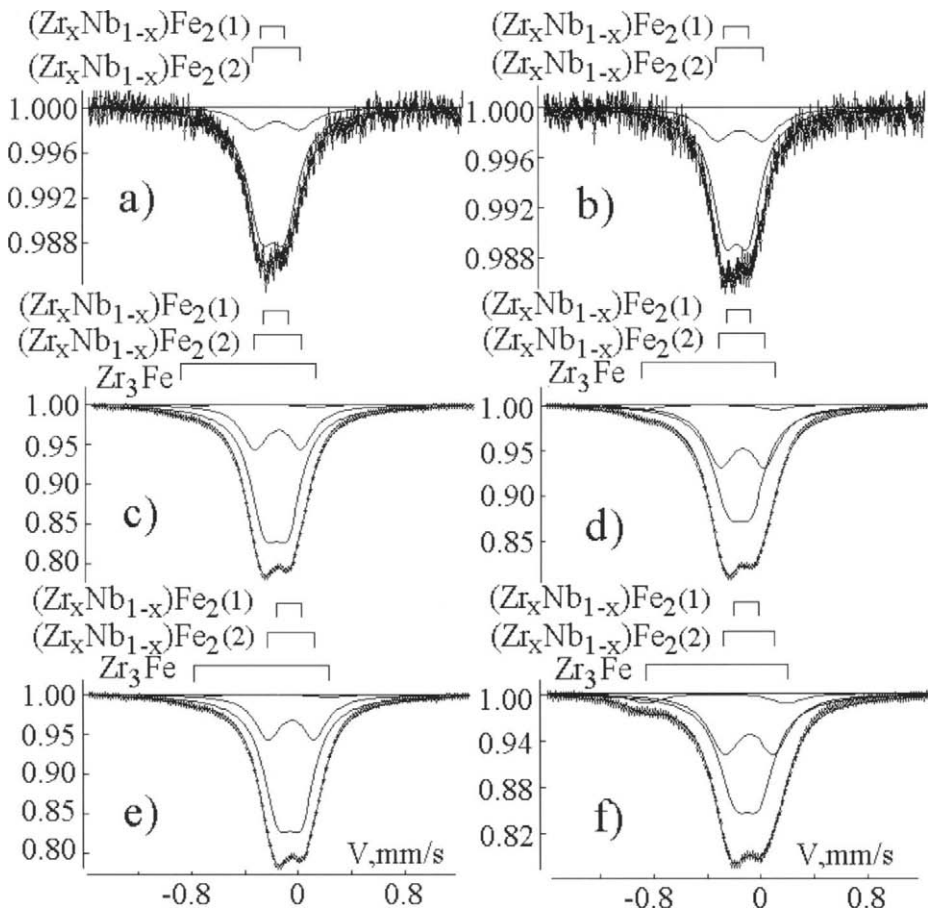 (ZrxNb1-x)Fe2(1)
(ZrxNb1-x)Fe2(2)
1.000
0.996
0.992
0.988
a)
(ZrxNb1-x)Fe2(1)
(ZrxNb1-x)Fe2(2)
1.000
0.996
0.992
0.988
b)
(ZrxNb1-x)Fe2(1)
(ZrxNb1-x)Fe2(2)
Zr3Fe
1.00
0.95
0.90
0.85
0.80
c)
(ZrxNb1-x)Fe2(1)
(ZrxNb1-x)Fe2(2)
Zr3Fe
1.00
0.95
0.90
0.85
d)
(ZrxNb1-x)Fe2(1)
(ZrxNb1-x)Fe2(2)
Zr3Fe
1.00
0.95
0.90
0.85
0.80
e)
V,mm/s
-0.8 0 0.8
(ZrxNb1-x)Fe2(1)
(ZrxNb1-x)Fe2(2)
Zr3Fe
1.00
0.94
0.88
0.82
f)
V,mm/s
-0.8 0 0.8